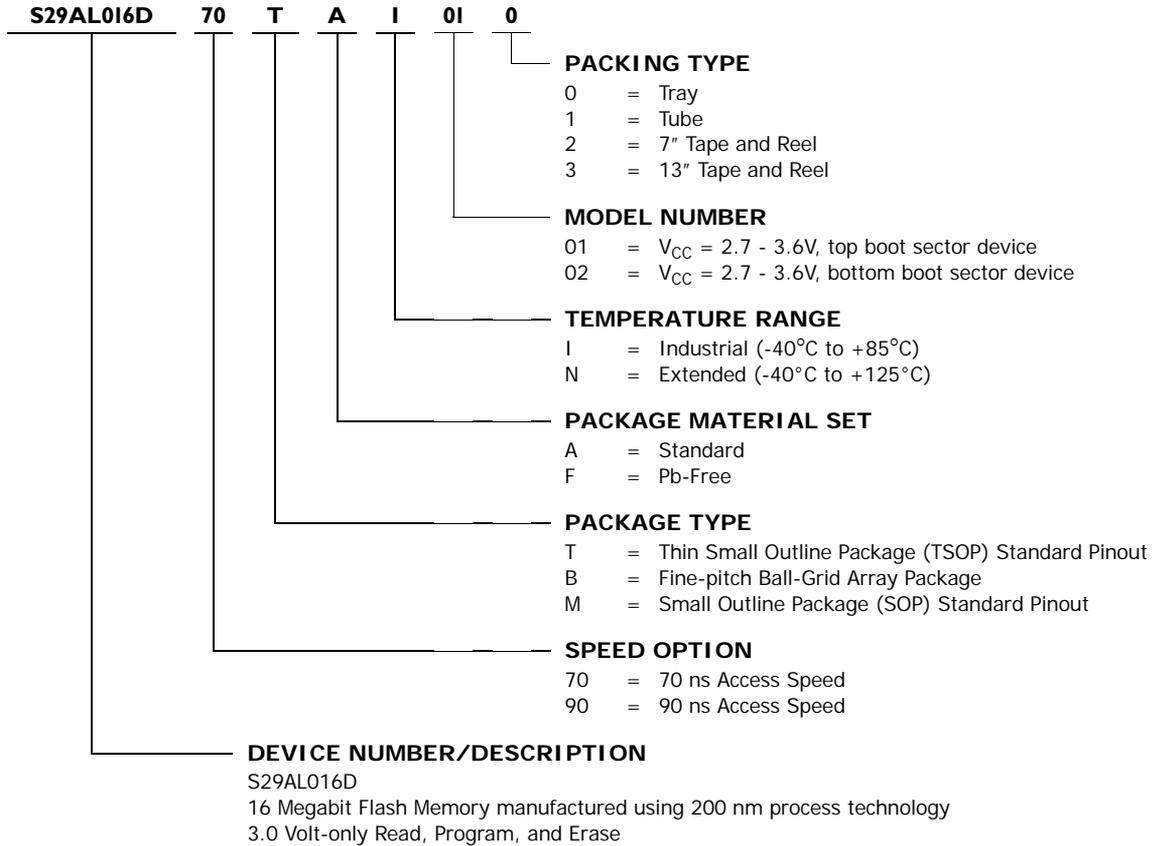 S29AL016D 70 T A I 01 0
PACKING TYPE
0 = Tray
1 = Tube
2 = 7” Tape and Reel
3 = 13” Tape and Reel
MODEL NUMBER
01 = VCC = 2.7 - 3.6V, top boot sector device
02 = VCC = 2.7 - 3.6V, bottom boot sector device
TEMPERATURE RANGE
I = Industrial (-40°C to +85°C)
N = Extended (-40°C to +125°C)
PACKAGE MATERIAL SET
A = Standard
F = Pb-Free
PACKAGE TYPE
T = Thin Small Outline Package (TSOP) Standard Pinout
B = Fine-pitch Ball-Grid Array Package
M = Small Outline Package (SOP) Standard Pinout
SPEED OPTION
70 = 70 ns Access Speed
90 = 90 ns Access Speed
DEVICE NUMBER/DESCRIPTION
S29AL016D
16 Megabit Flash Memory manufactured using 200 nm process technology
3.0 Volt-only Read, Program, and Erase